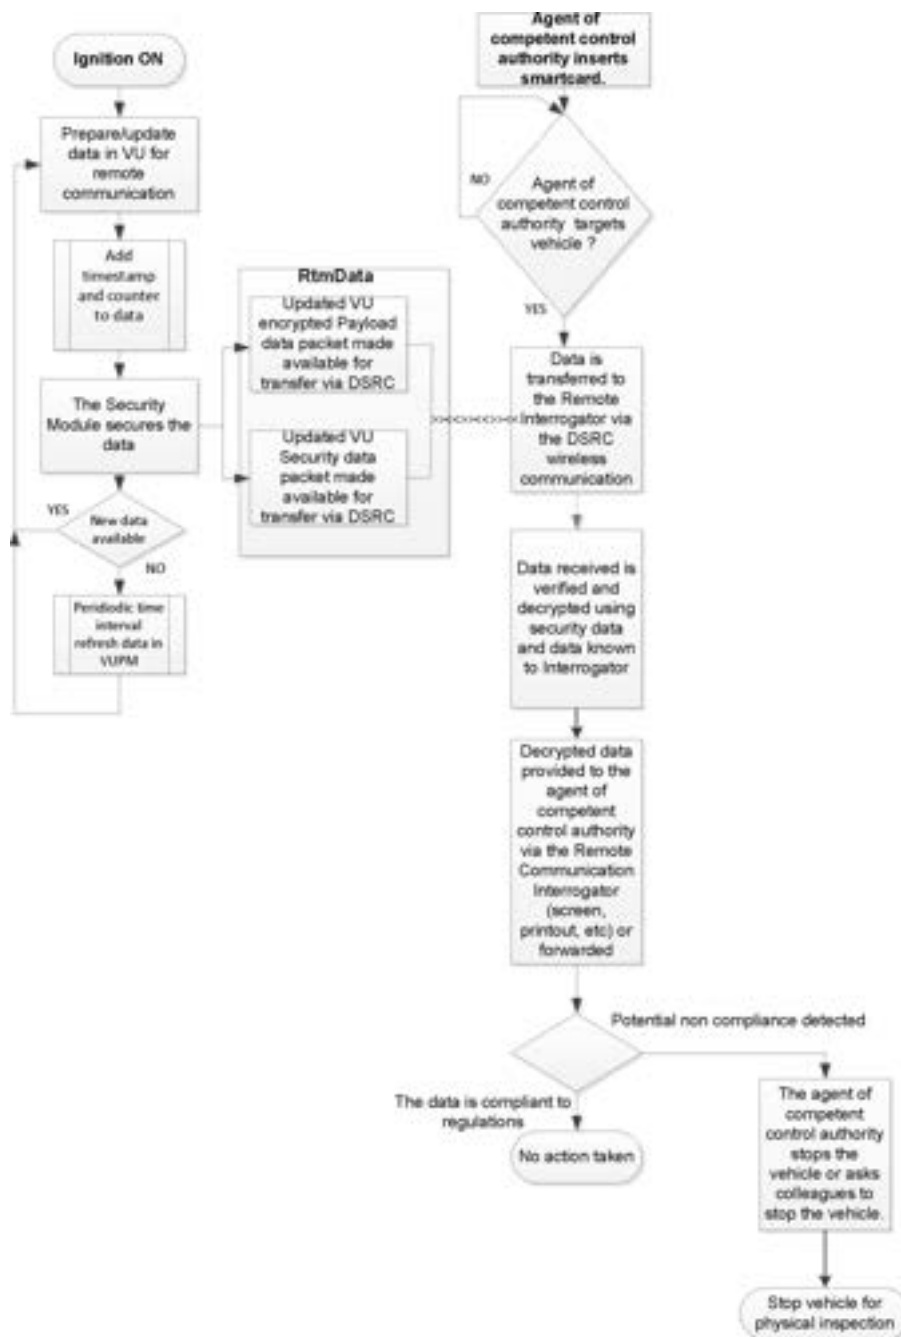 Ignition ON
Prepare/update
data in VU for
remote
communication
Add
timestamp
and counter
to data
The Security
Module secures the
data
YES
New data
available
NO
Peridiodic time
interval
refresh data in
VUPM
RtmData
Updated VU
encrypted Payload
data packet made
available for
transfer via DSRC
Updated VU
Security data
packet made
available for
transfer via DSRC
Agent of
competent control
authority inserts
smartcard.
NO
Agent of
competent control
authority targets
vehicle ?
YES
Data is
transferred to
the Remote
Interrogator via
the DSRC
wireless
communication
Data received is
verified and
decrypted using
security data
and data known
to Interrogator
Decrypted data
provided to the
agent of
competent
control authority
via the Remote
Communication
Interrogator
(screen,
printout, etc) or
forwarded
Potential non compliance detected
The data is compliant to
regulations
No action taken
The agent of
competent
control authority
stops the
vehicle or asks
colleagues to
stop the vehicle.
Stop vehicle for
physical inspection